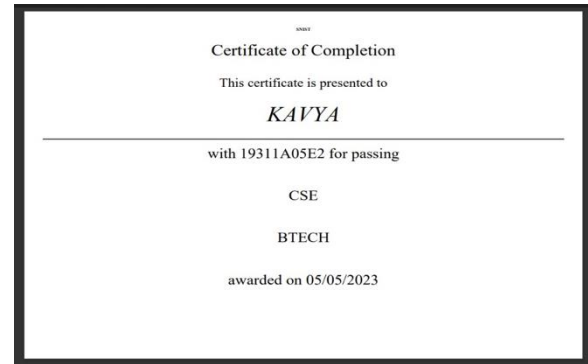 SNIST
Certificate of Completion
This certificate is presented to
KAVYA
with 19311A05E2 for passing
CSE
BTECH
awarded on 05/05/2023